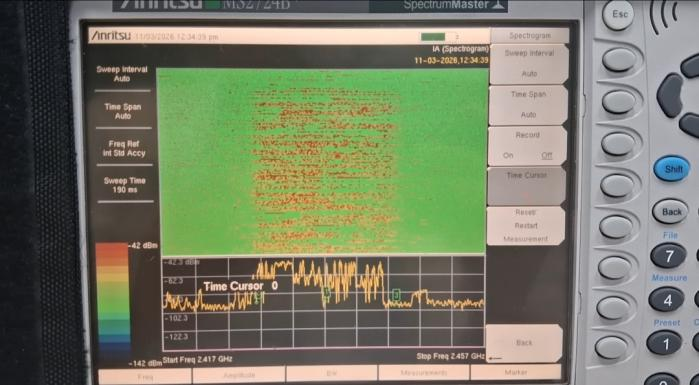 Anritsu MS2724B SpectrumMaster
Esc
Anritsu 11/03/2026 12:34:39 pm
IA (Spectrogram)
11-03-2026,12:34:39
Spectrogram
Sweep Interval
Auto
Time Span
Auto
Record
On Off
Time Cursor
Reset/
Restart
Measurement
Back
Sweep Interval
Auto
Time Span
Auto
Freq Ref
Int Std Accy
Sweep Time
190 ms
-42 dBm
-142 dBm
-42.3 dBm
-62.3
Time Cursor 0
-102.3
-122.3
Start Freq 2.417 GHz
Stop Freq 2.457 GHz
Freq
Amplitude
BW
Measurements
Marker
Shift
Back
File
7
Measure
4
Preset
1